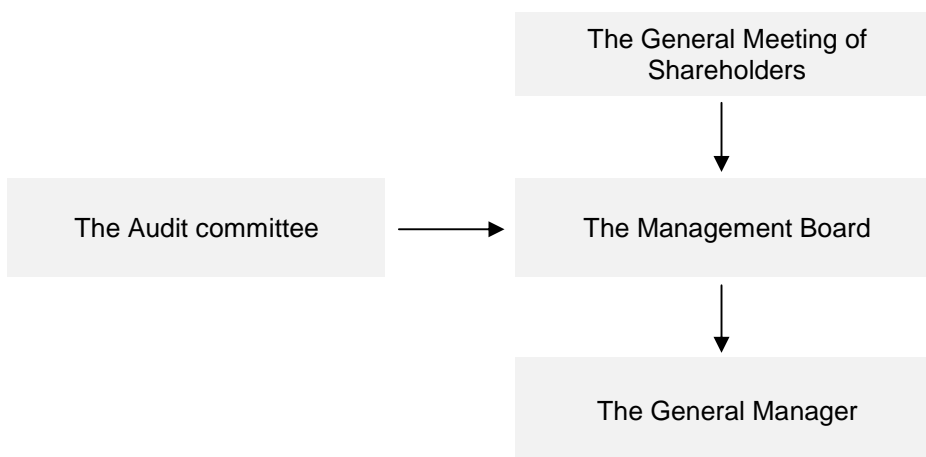 The General Meeting of
Shareholders
The Audit committee
The Management Board
The General Manager